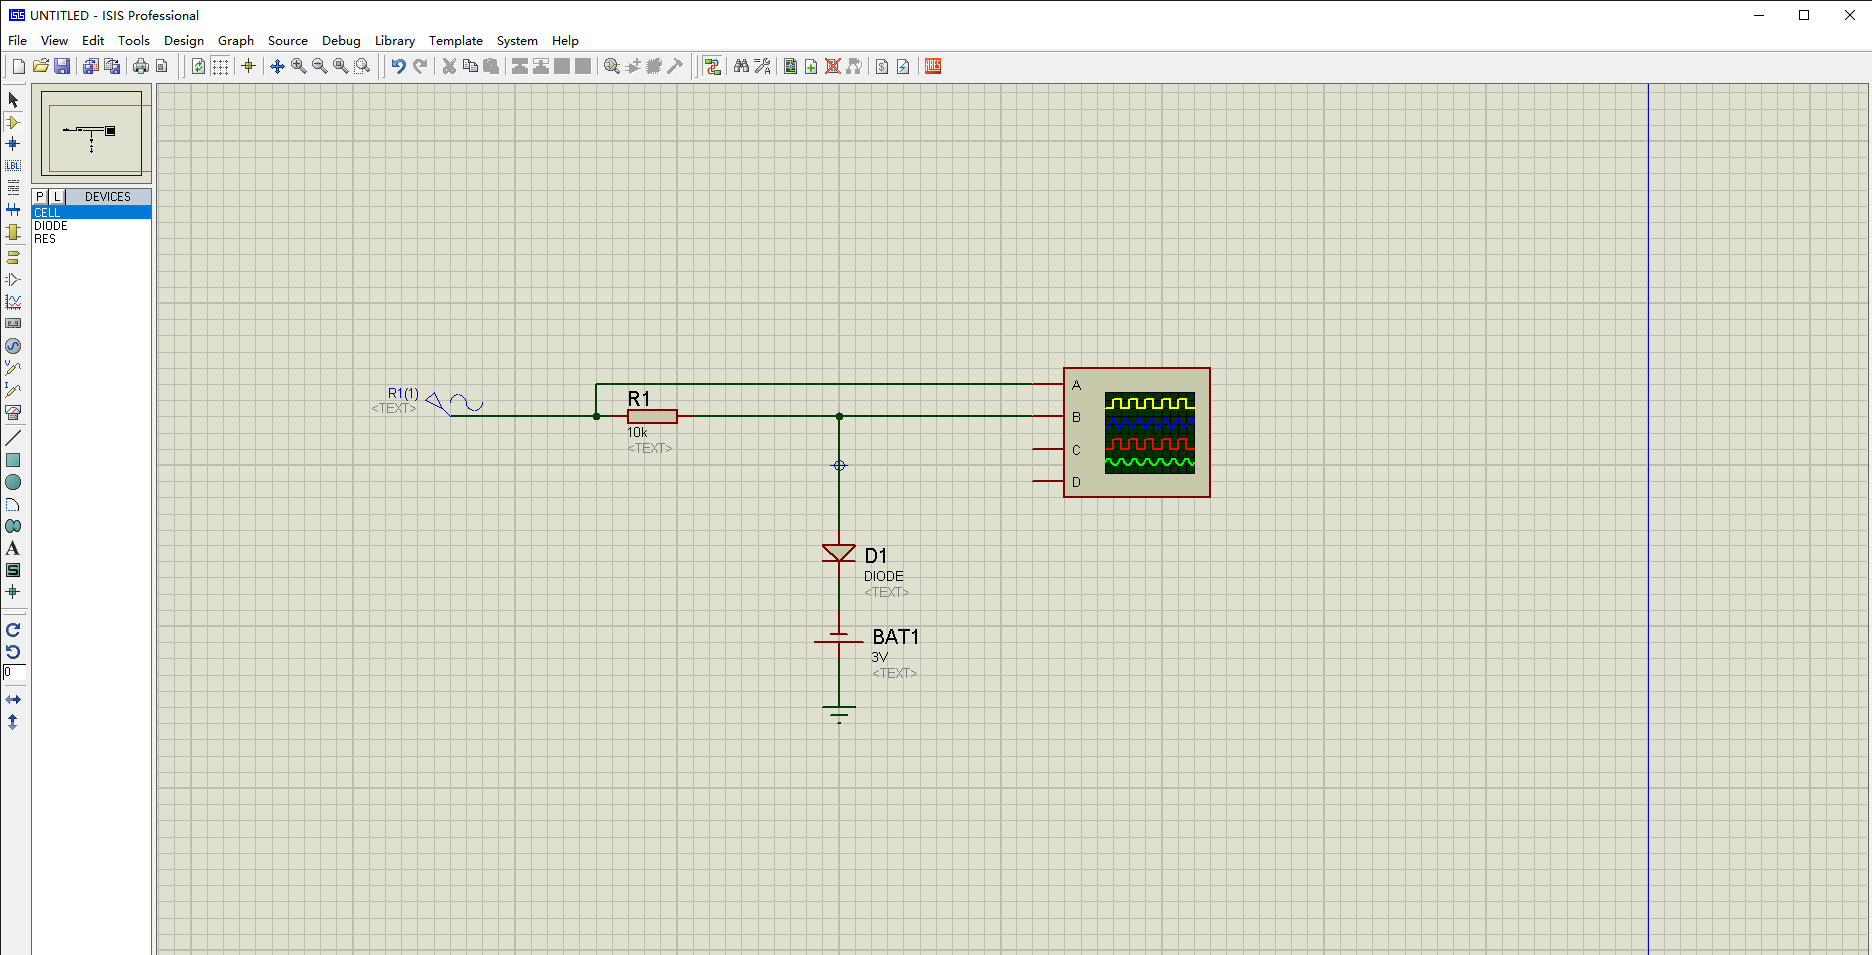 UNTITLED - ISIS Professional
File View Edit Tools Design Graph Source Debug Library Template System Help
LBL
P L DEVICES
CELL
DIODE
RES
A
S
0
R1(1)
<TEXT>
R1
10k
<TEXT>
A
B
C
D
D1
DIODE
<TEXT>
BAT1
3V
<TEXT>